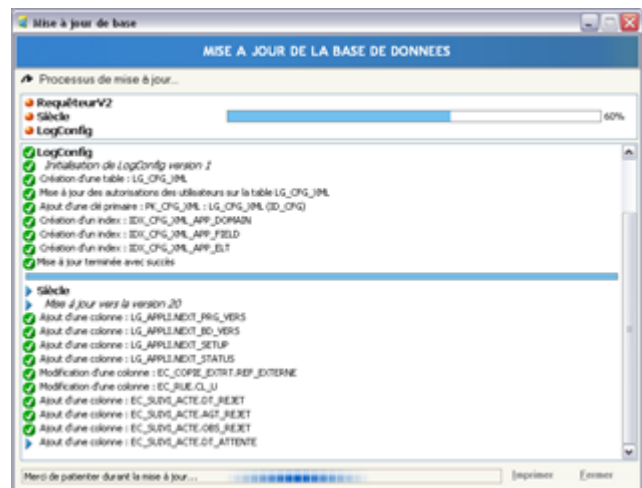 Mise à jour de base
MISE A JOUR DE LA BASE DE DONNEES
Processus de mise à jour...
RequêteurV2
Siècle
60%
LogConfig
LogConfig
Initialisation de LogConfig version 1
Création d'une table : LG_CFG_XML
Mise à jour des autorisations des utilisateurs sur la table LG_CFG_XML
Ajout d'une clé primaire : PK_CFG_XML : LG_CFG_XML (ID_CFG)
Création d'un index : IDX_CFG_XML_APP_DOMAIN
Création d'un index : IDX_CFG_XML_APP_FIELD
Création d'un index : IDX_CFG_XML_APP_ELT
Mise à jour terminée avec succès
Siècle
Mise à jour vers la version 20
Ajout d'une colonne : LG_APPLI.NEXT_PRG_VERS
Ajout d'une colonne : LG_APPLI.NEXT_BD_VERS
Ajout d'une colonne : LG_APPLI.NEXT_SETUP
Ajout d'une colonne : LG_APPLI.NEXT_STATUS
Modification d'une colonne : EC_COPIE_EXTRT.REP_EXTERNE
Modification d'une colonne : EC_RUE.CL_U
Ajout d'une colonne : EC_SUIVI_ACTE.DT_REJET
Ajout d'une colonne : EC_SUIVI_ACTE.AGT_REJET
Ajout d'une colonne : EC_SUIVI_ACTE.OBS_REJET
Ajout d'une colonne : EC_SUIVI_ACTE.DT_ATTENTE
Merci de patienter durant la mise à jour...
Imprimer
Fermer